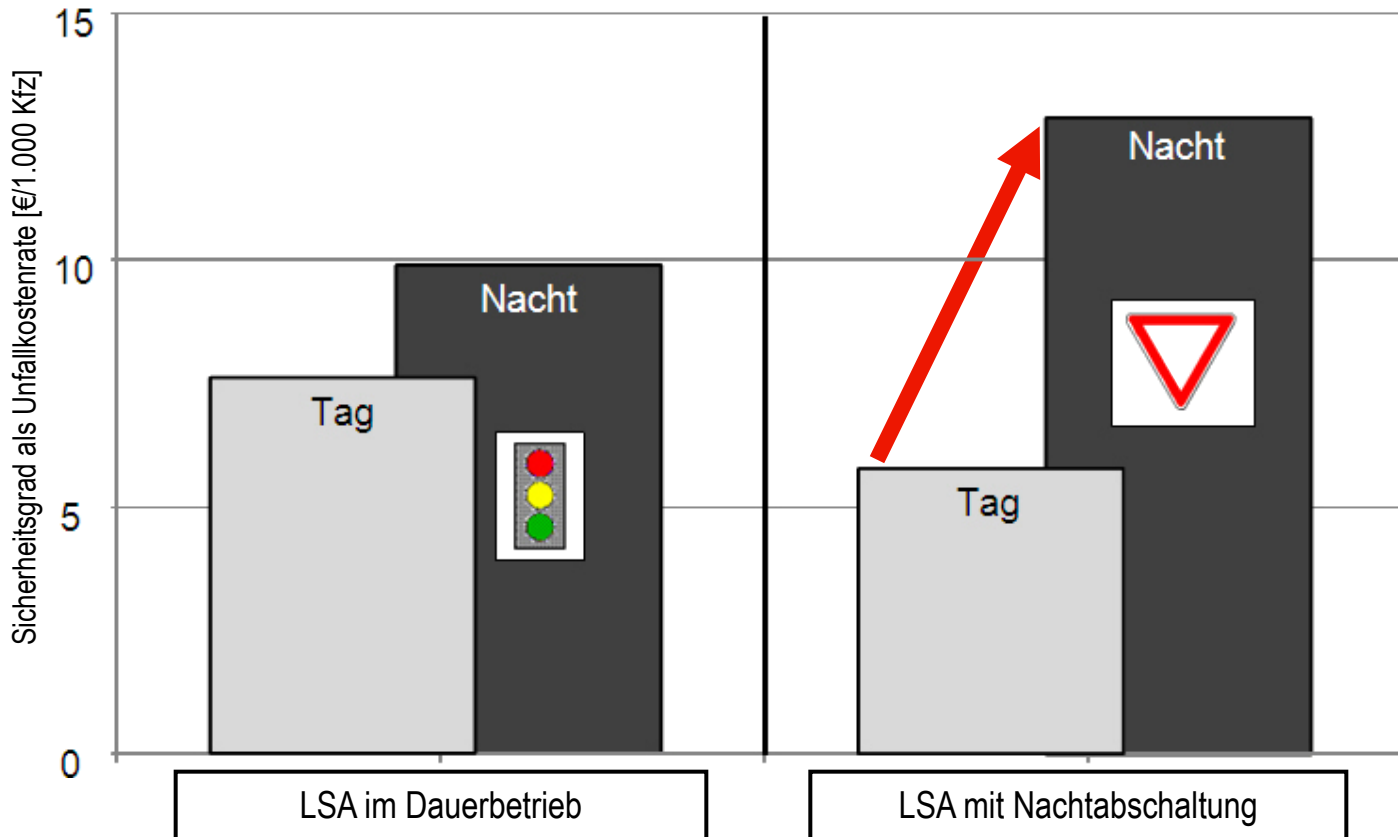 Sicherheitsgrad als Unfallkostenrate [€/1.000 Kfz]
15
10
5
0
Tag
Nacht
Tag
Nacht
LSA im Dauerbetrieb
LSA mit Nachtabschaltung